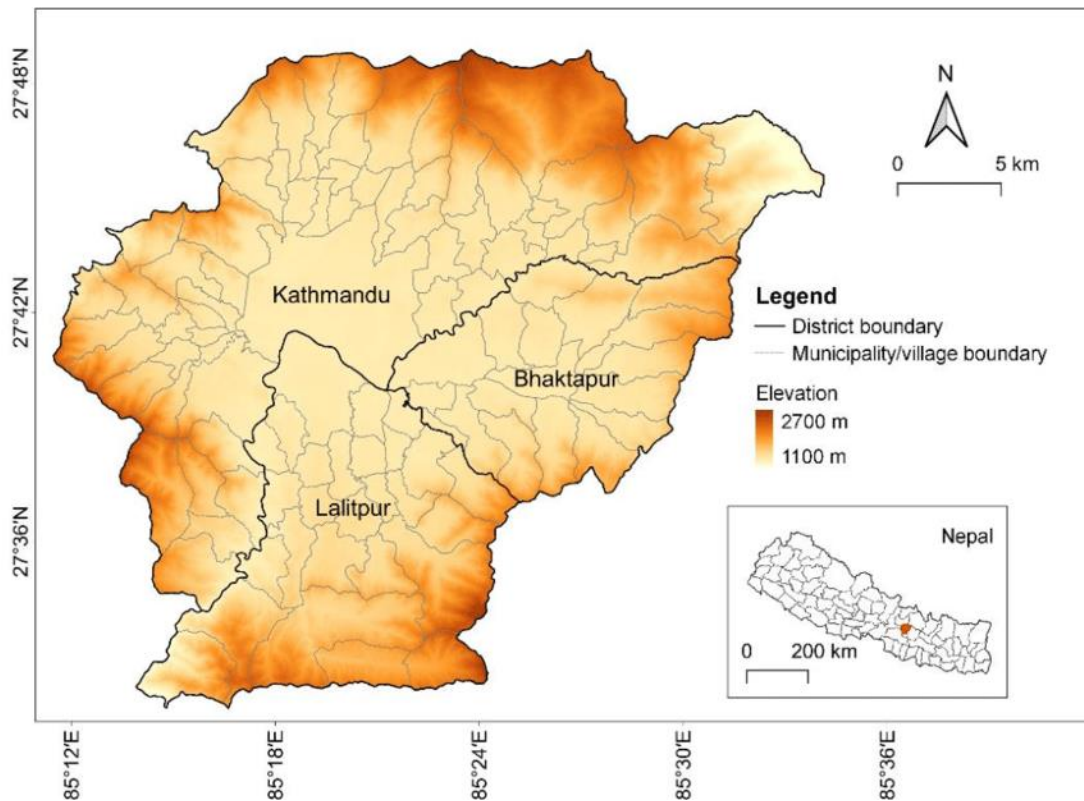 27°48'N
27°42'N
27°36'N
N
0 5 km
Kathmandu
Bhaktapur
Lalitpur
Legend
District boundary
Municipality/village boundary
Elevation
2700 m
1100 m
Nepal
0 200 km
85°12'E
85°18'E
85°24'E
85°30'E
85°36'E